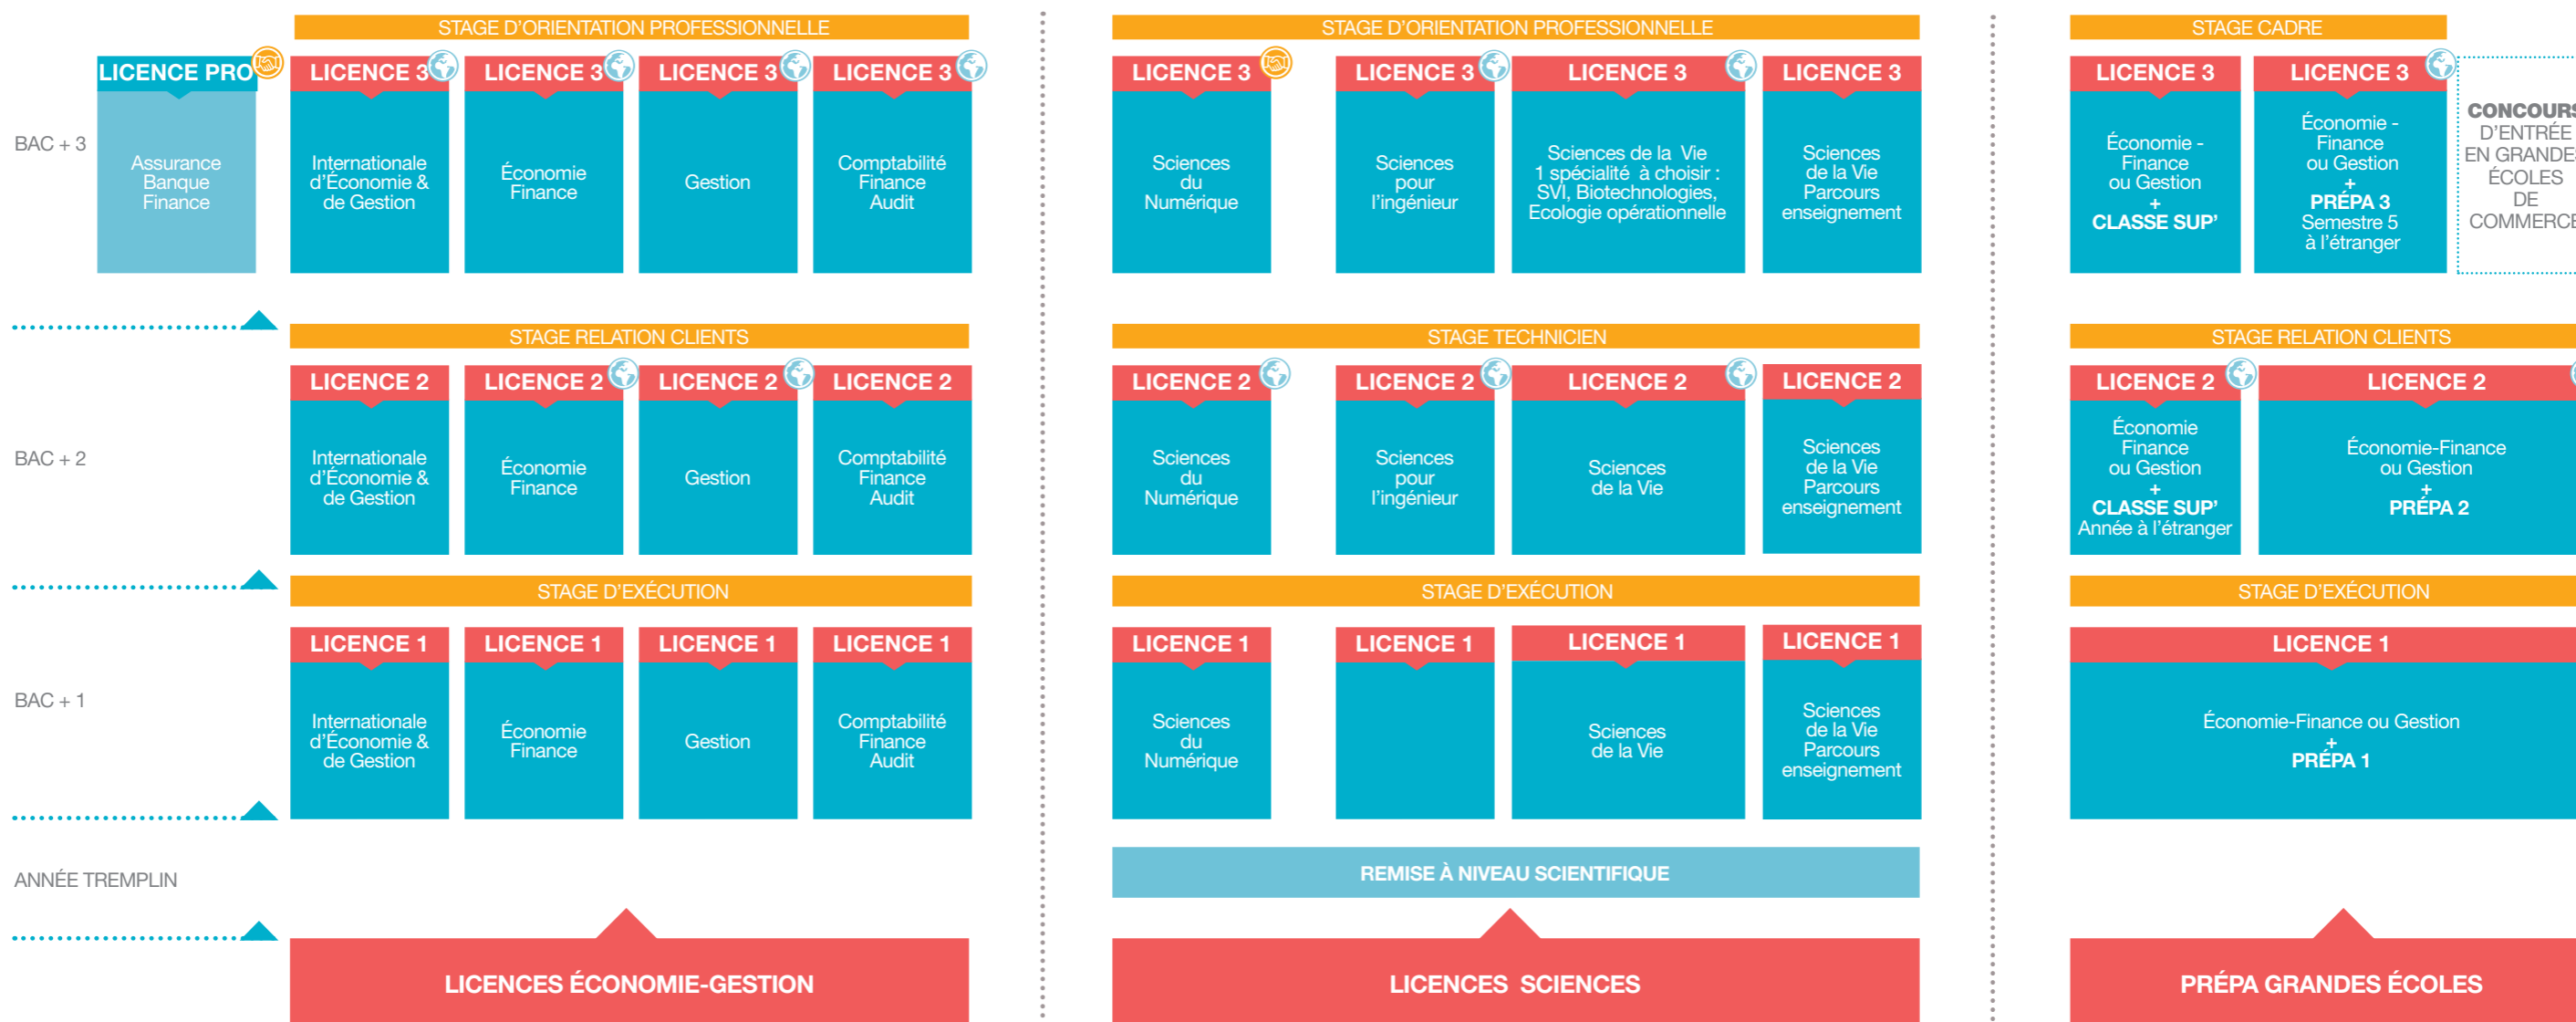 STAGE D'ORIENTATION PROFESSIONNELLE
STAGE D'ORIENTATION PROFESSIONNELLE
STAGE CADRE
BAC + 3
LICENCE PRO
Assurance
Banque
Finance
LICENCE 3
Internationale
d'Économie &
de Gestion
LICENCE 3
Économie
Finance
LICENCE 3
Gestion
LICENCE 3
Comptabilité
Finance
Audit
LICENCE 3
Sciences
du
Numérique
LICENCE 3
Sciences
pour
l'ingénieur
LICENCE 3
Sciences de la Vie
1 spécialité à choisir :
SVI, Biotechnologies,
Ecologie opérationnelle
LICENCE 3
Sciences
de la Vie
Parcours
enseignement
LICENCE 3
Économie -
Finance
ou Gestion
+
CLASSE SUP'
LICENCE 3
Économie -
Finance
ou Gestion
+
PRÉPA 3
Semestre 5
à l'étranger
CONCOURS
D'ENTRÉE
EN GRANDES
ÉCOLES
DE
COMMERCE
STAGE RELATION CLIENTS
STAGE TECHNICIEN
STAGE RELATION CLIENTS
BAC + 2
LICENCE 2
Internationale
d'Économie &
de Gestion
LICENCE 2
Économie
Finance
LICENCE 2
Gestion
LICENCE 2
Comptabilité
Finance
Audit
LICENCE 2
Sciences
du
Numérique
LICENCE 2
Sciences
pour
l'ingénieur
LICENCE 2
Sciences
de la Vie
LICENCE 2
Sciences
de la Vie
Parcours
enseignement
LICENCE 2
Économie
Finance
ou Gestion
+
CLASSE SUP'
Année à l'étranger
LICENCE 2
Économie-Finance
ou Gestion
+
PRÉPA 2
STAGE D'EXÉCUTION
STAGE D'EXÉCUTION
STAGE D'EXÉCUTION
BAC + 1
LICENCE 1
Internationale
d'Économie &
de Gestion
LICENCE 1
Économie
Finance
LICENCE 1
Gestion
LICENCE 1
Comptabilité
Finance
Audit
LICENCE 1
Sciences
du
Numérique
LICENCE 1
LICENCE 1
Sciences
de la Vie
LICENCE 1
Sciences
de la Vie
Parcours
enseignement
LICENCE 1
Économie-Finance ou Gestion
+
PRÉPA 1
ANNÉE TREMPLIN
REMISE À NIVEAU SCIENTIFIQUE
LICENCES ÉCONOMIE-GESTION
LICENCES SCIENCES
PRÉPA GRANDES ÉCOLES